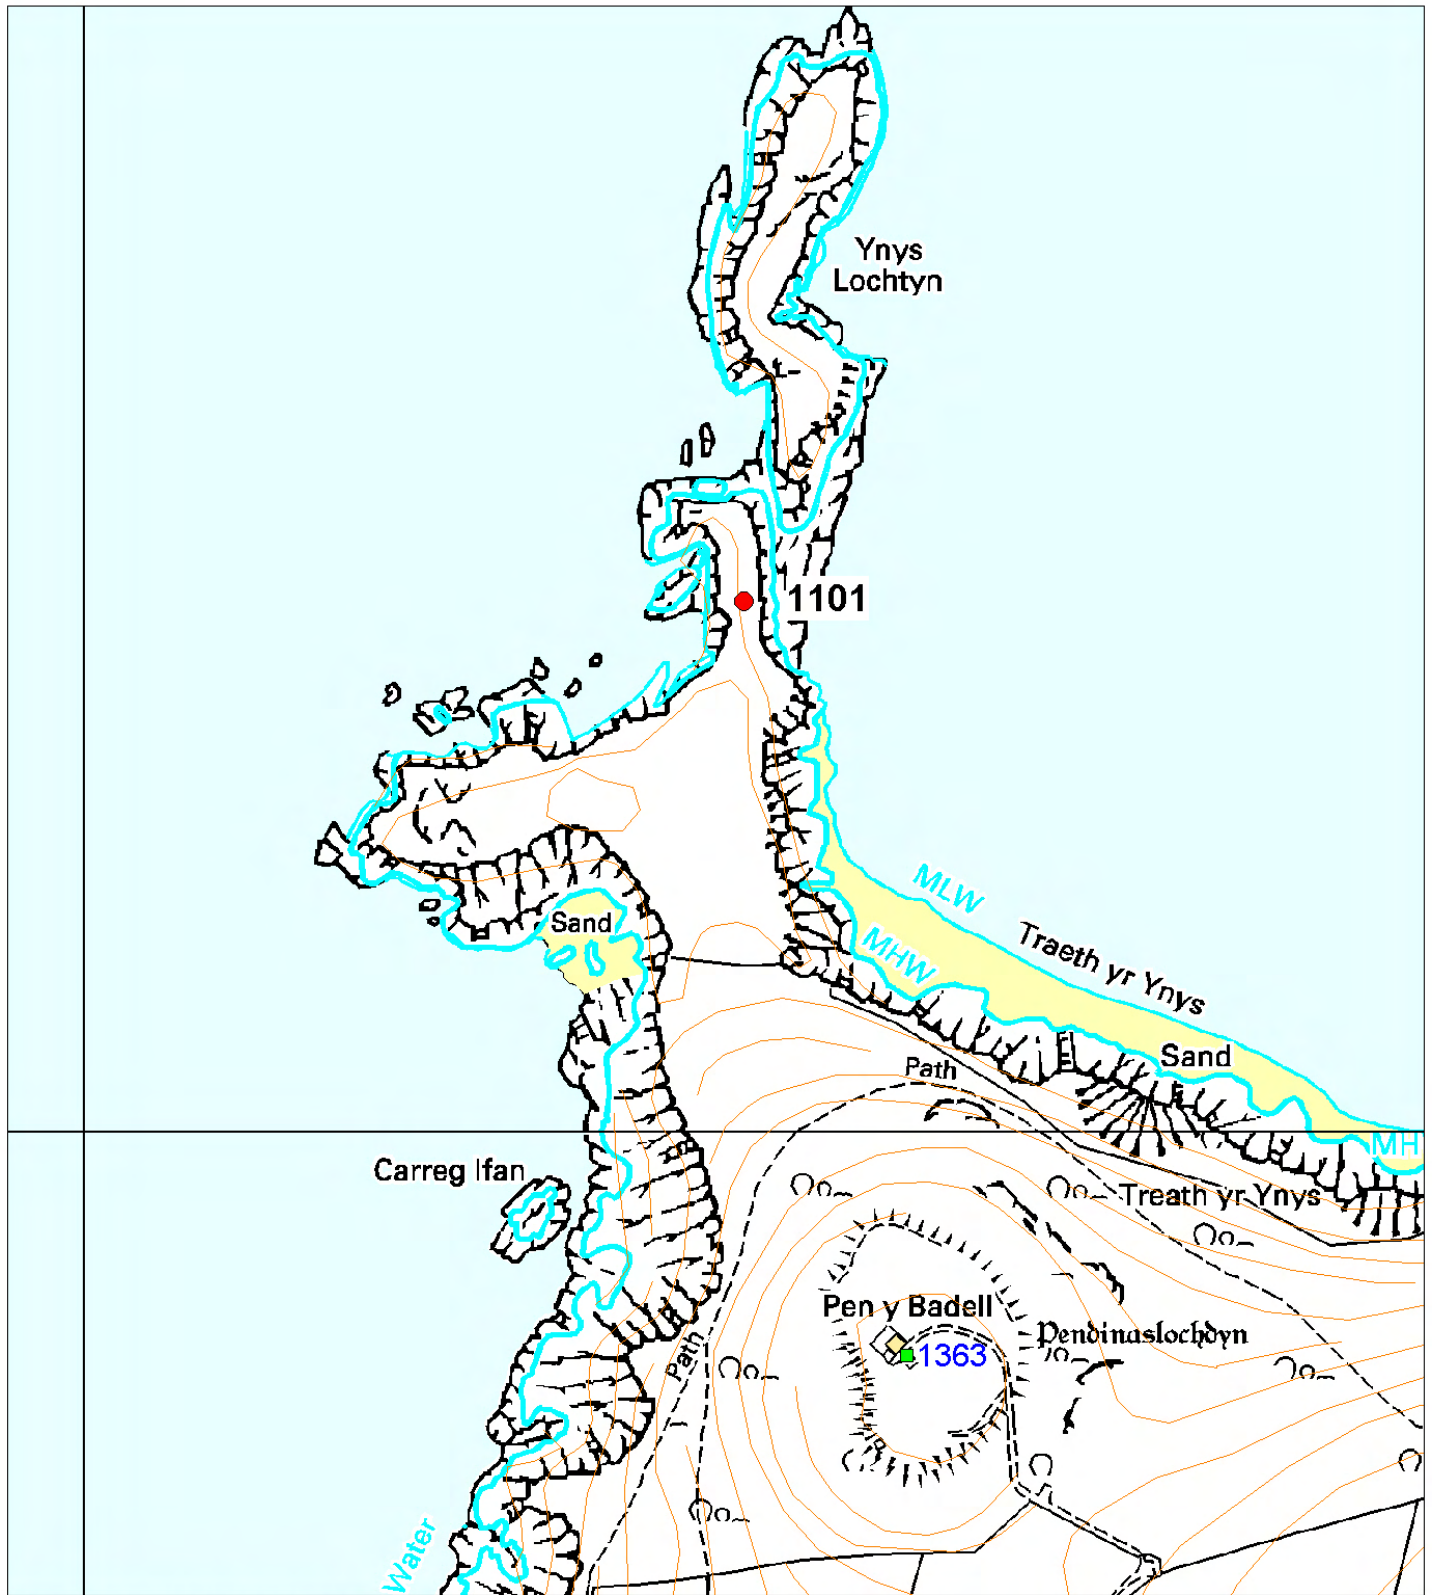 Ynys
Lochtyn
1101
MLW
Sand
MHW
Traeth yr Ynys
Sand
Path
MH
Carreg Ifan
Treath yr Ynys
Pen y Badell
Pendinaslochdyn
1363
Path
Water